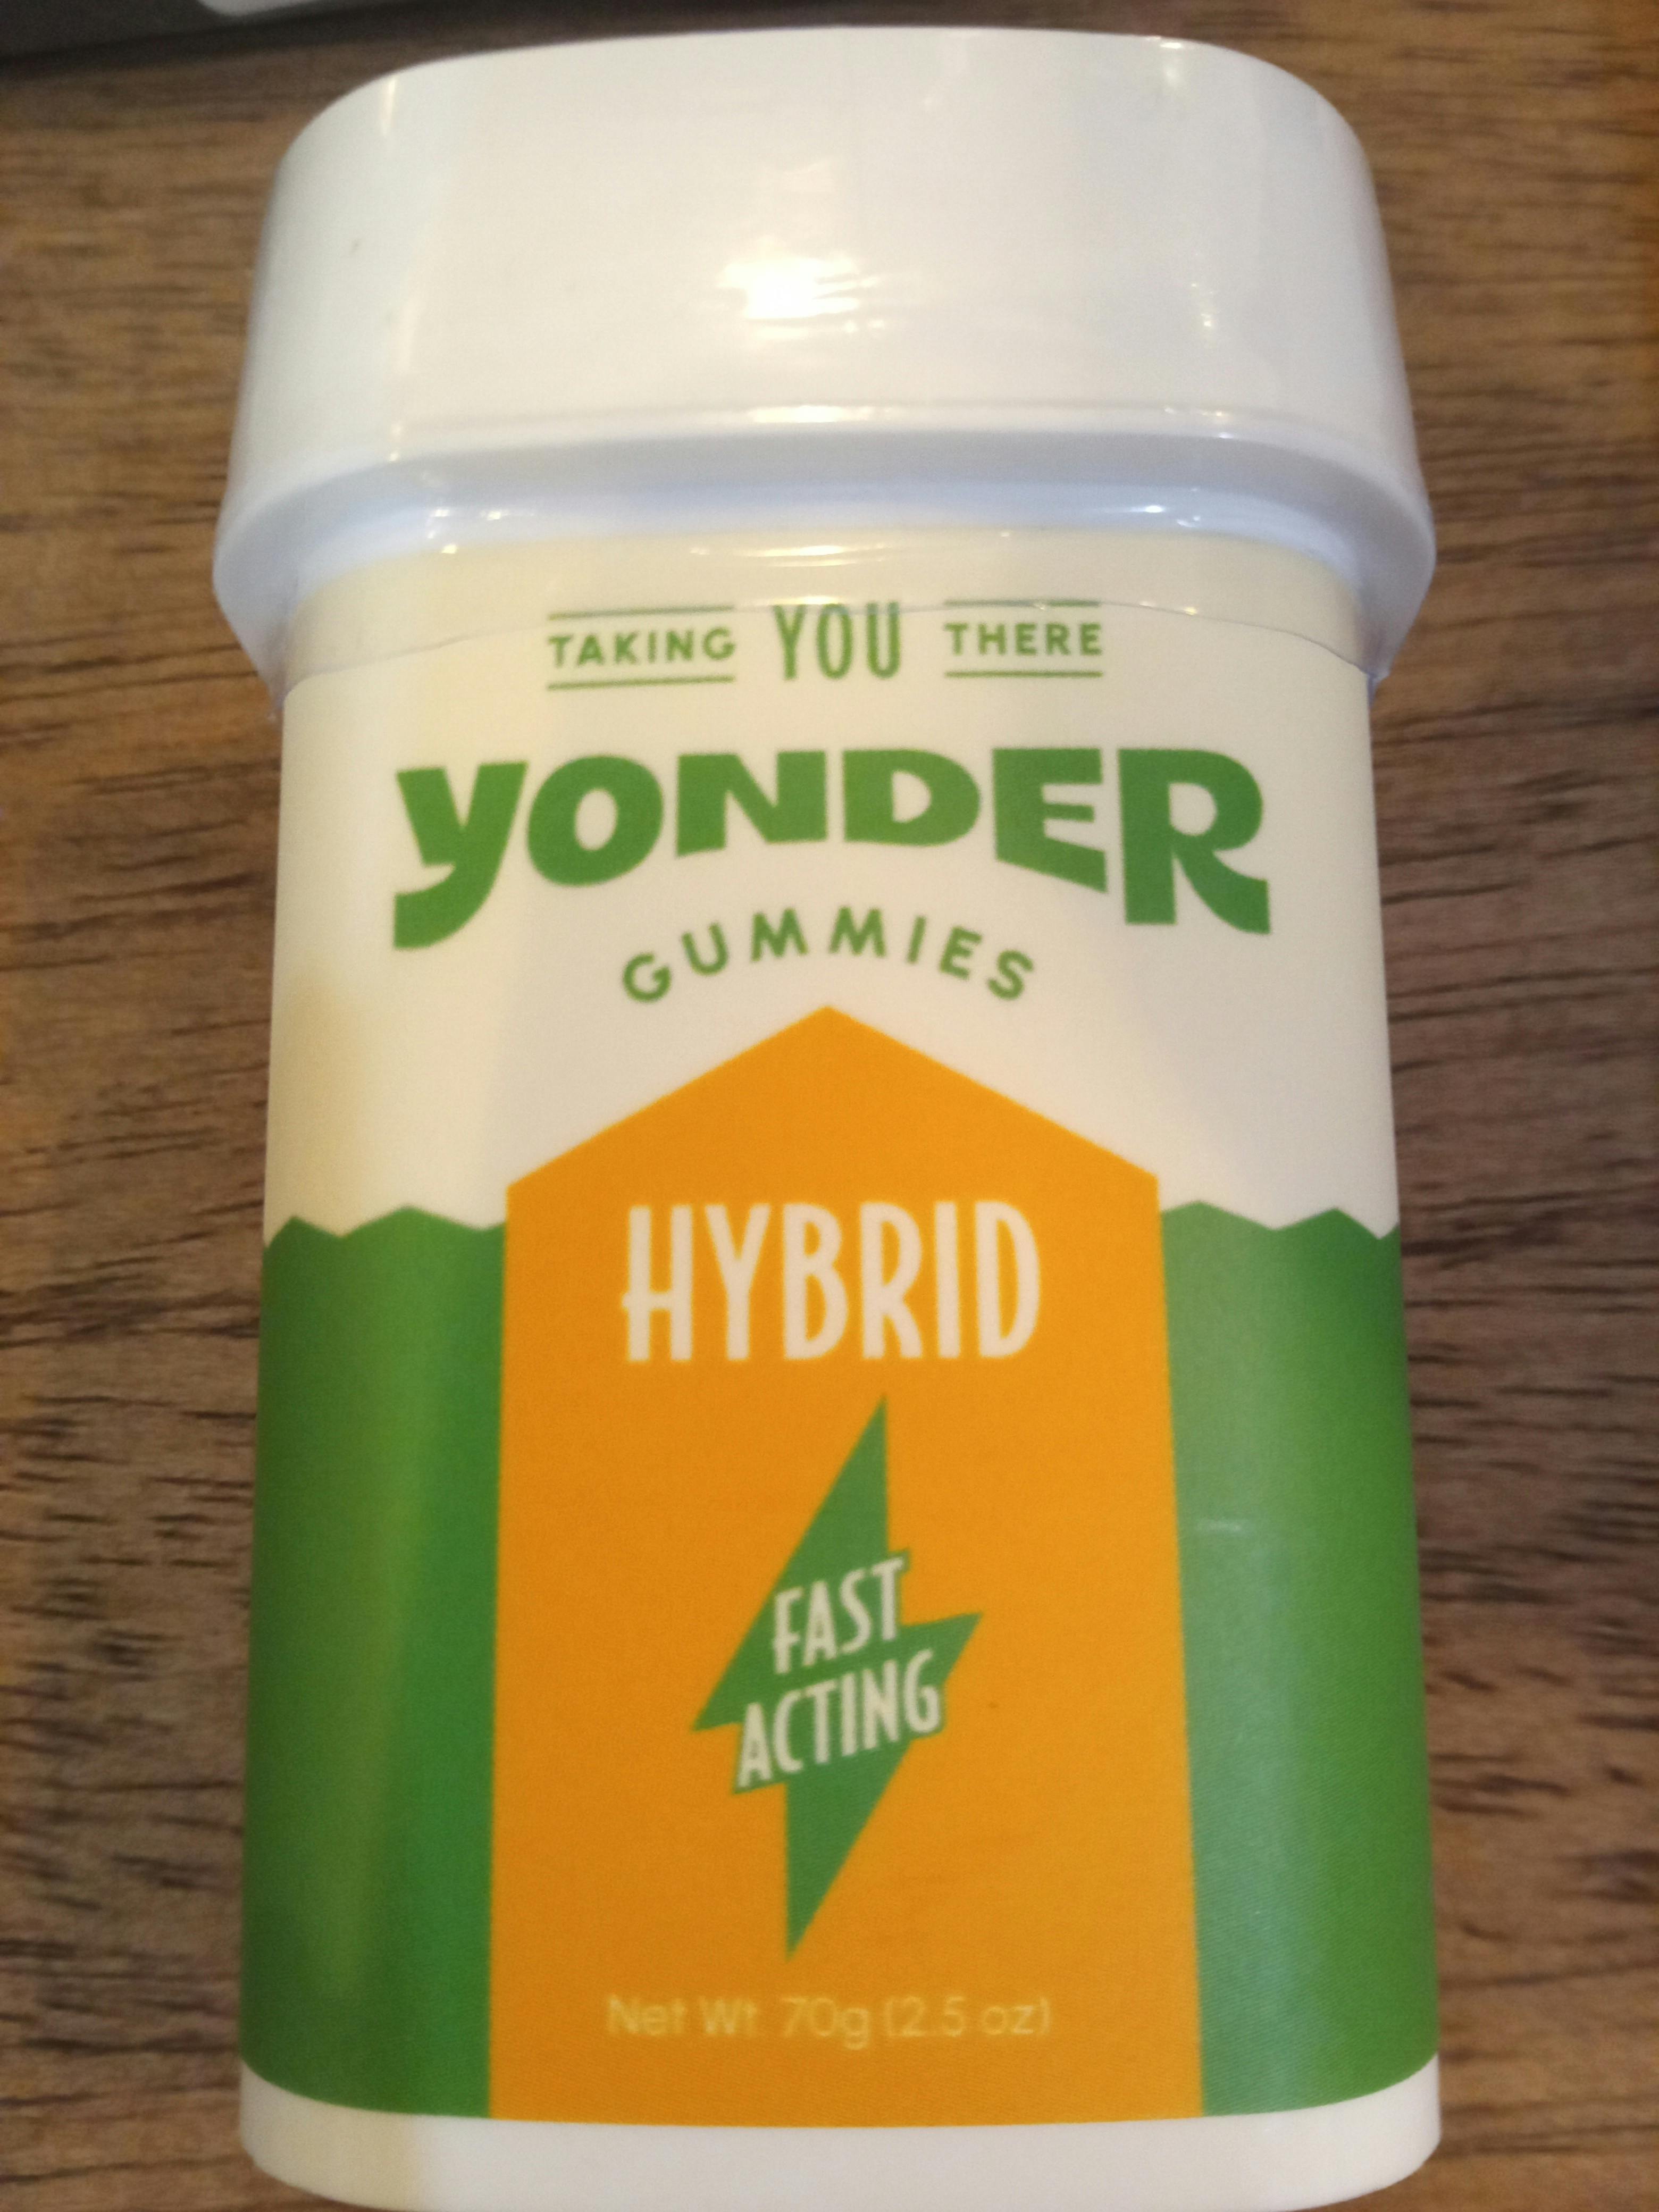 TAKING YOU THERE
YONDER
GUMMIES
HYBRID
FAST
ACTING
Net Wt. 70g (2.5 oz)